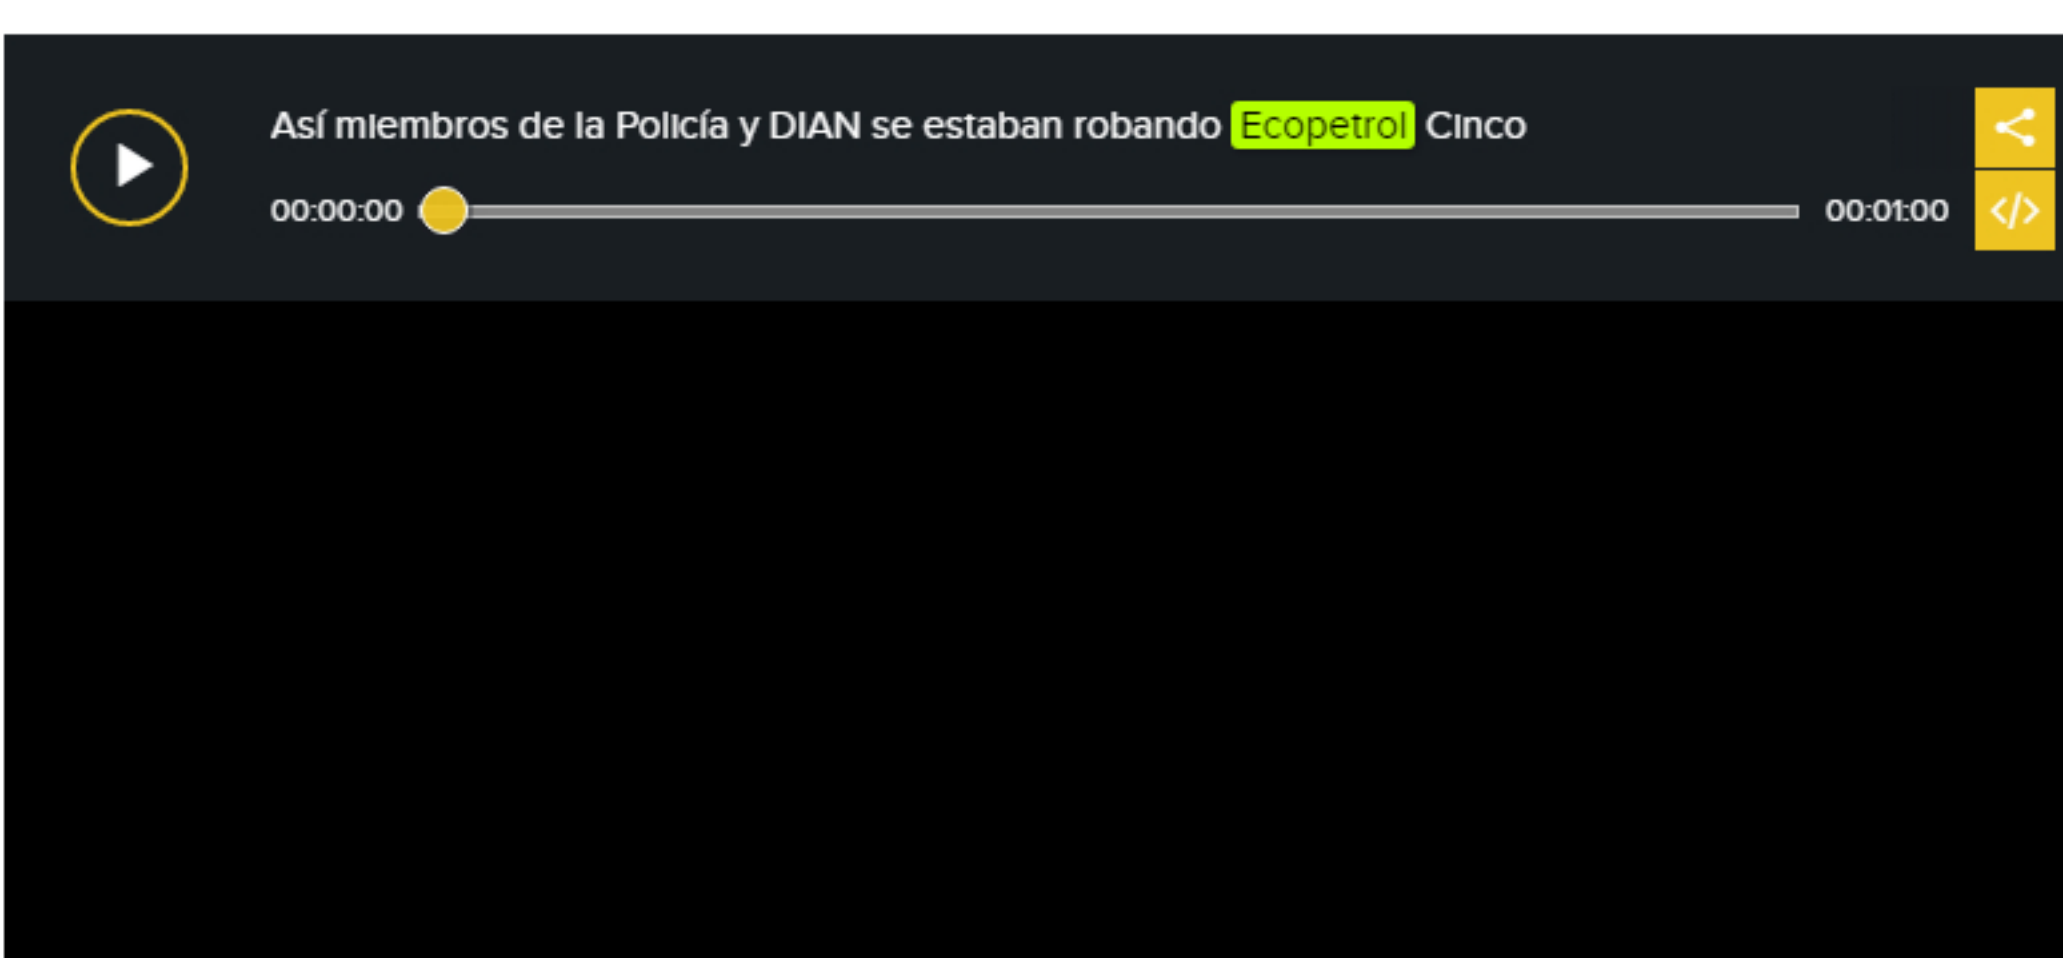 Así miembros de la Policía y DIAN se estaban robando Ecopetrol Cinco
00:00:00 00:01:00